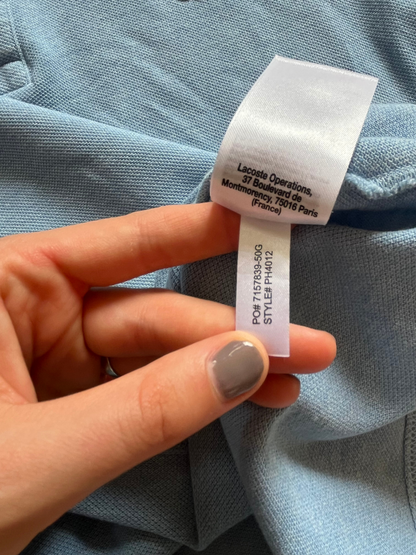 Lacoste Operations,
37 Boulevard de
Montmorency, 75016 Paris
(France)
PO# 7157839-50G
STYLE# PH4012